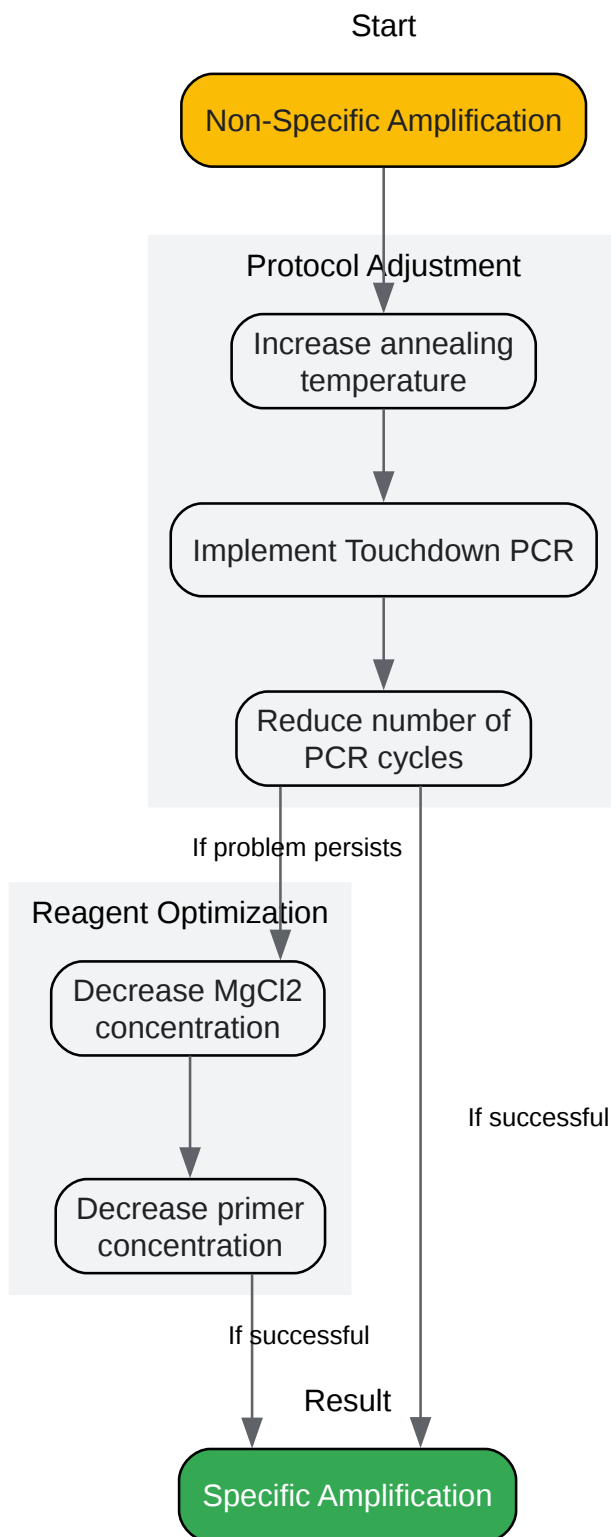 Start
Non-Specific Amplification
Protocol Adjustment
Increase annealing
temperature
Implement Touchdown PCR
Reduce number of
PCR cycles
If problem persists
Reagent Optimization
Decrease MgCl2
concentration
If successful
Decrease primer
concentration
If successful
Result
Specific Amplification